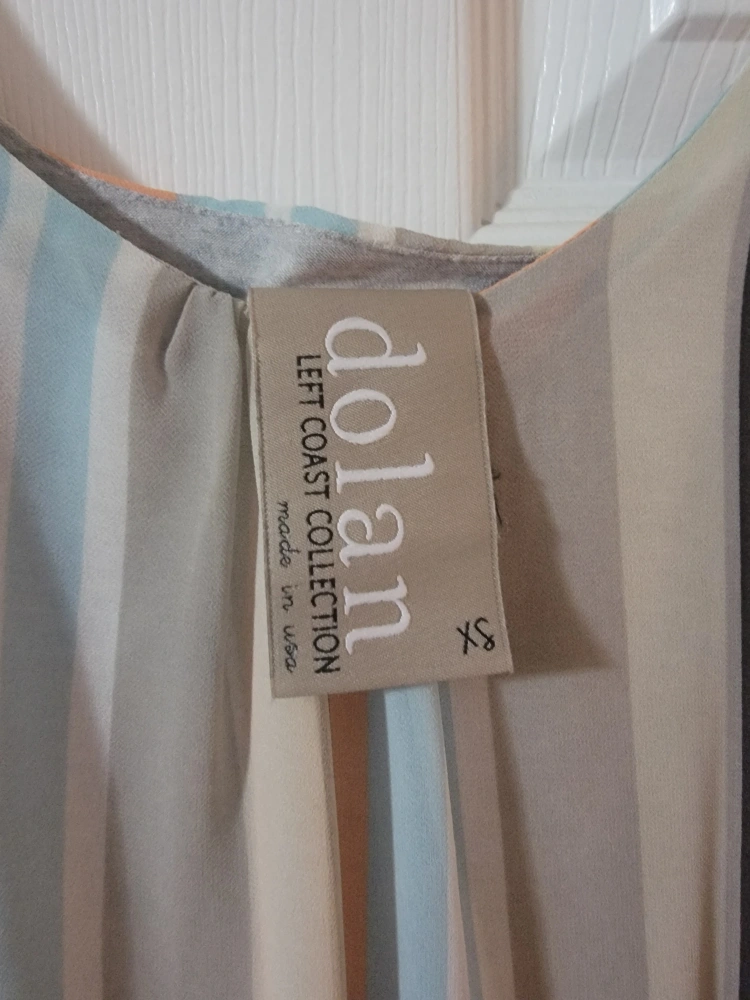 xs
dolan
LEFT COAST COLLECTION
made in usa